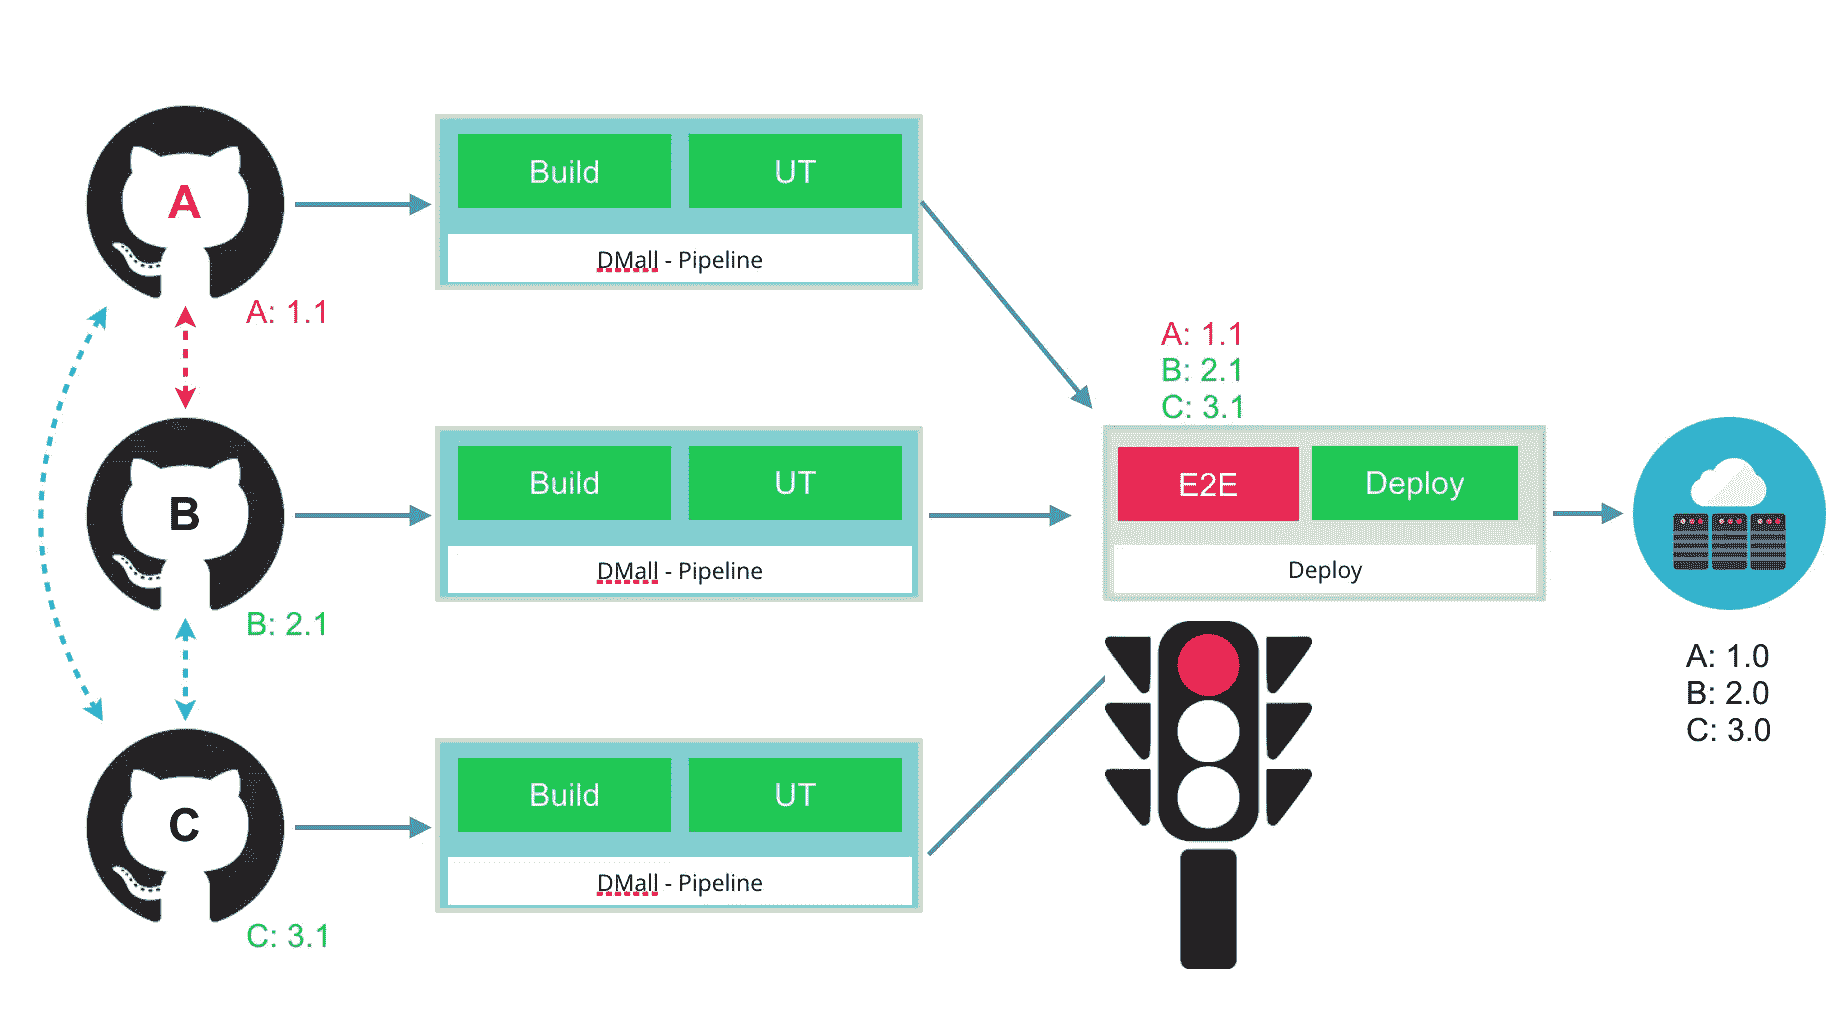 A
A: 1.1
Build
UT
DMall - Pipeline
B
B: 2.1
Build
UT
DMall - Pipeline
C
C: 3.1
Build
UT
DMall - Pipeline
A: 1.1
B: 2.1
C: 3.1
E2E
Deploy
Deploy
A: 1.0
B: 2.0
C: 3.0